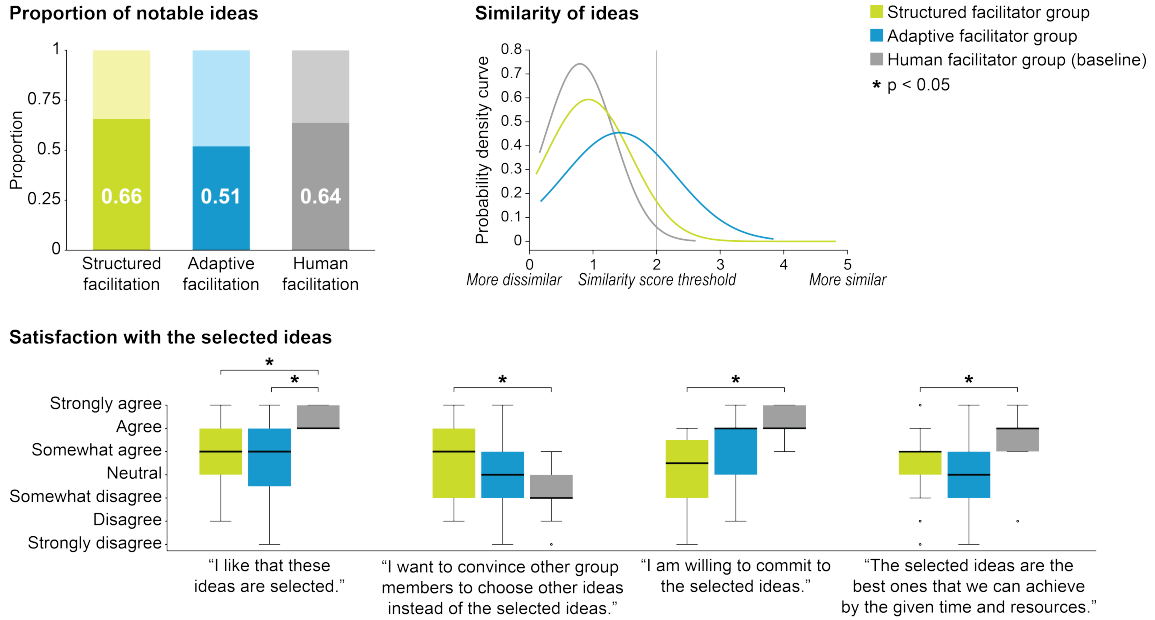 Proportion of notable ideas
Proportion
1
0.75
0.5
0.25
0
0.66
0.51
0.64
Structured
facilitation
Adaptive
facilitation
Human
facilitation
Similarity of ideas
Probability density curve
0.8
0.7
0.6
0.5
0.4
0.3
0.2
0.1
0
0
1
2
3
4
5
More dissimilar
Similarity score threshold
More similar
Structured facilitator group
Adaptive facilitator group
Human facilitator group (baseline)
* p < 0.05
Satisfaction with the selected ideas
*
*
*
*
*
Strongly agree
Agree
Somewhat agree
Neutral
Somewhat disagree
Disagree
Strongly disagree
“I like that these
ideas are selected.”
“I want to convince other group
members to choose other ideas
instead of the selected ideas.”
“I am willing to commit to
the selected ideas.”
“The selected ideas are the
best ones that we can achieve
by the given time and resources.”